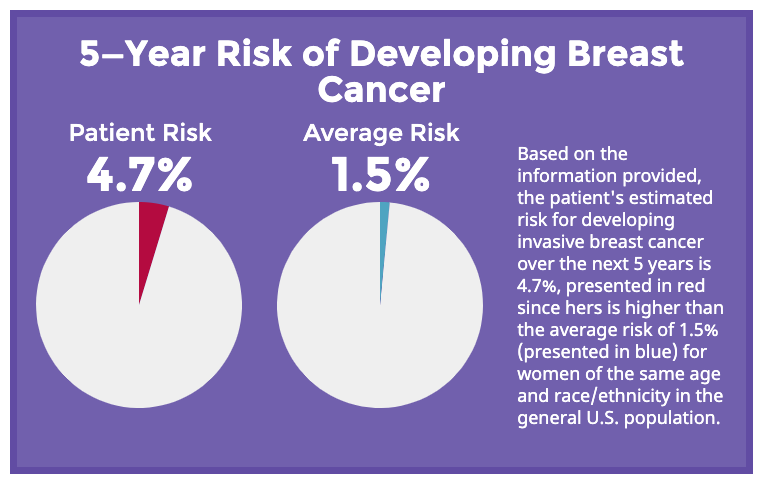 5–Year Risk of Developing Breast
Cancer
Patient Risk
4.7%
Average Risk
1.5%
Based on the
information provided,
the patient's estimated
risk for developing
invasive breast cancer
over the next 5 years is
4.7%, presented in red
since hers is higher than
the average risk of 1.5%
(presented in blue) for
women of the same age
and race/ethnicity in the
general U.S. population.